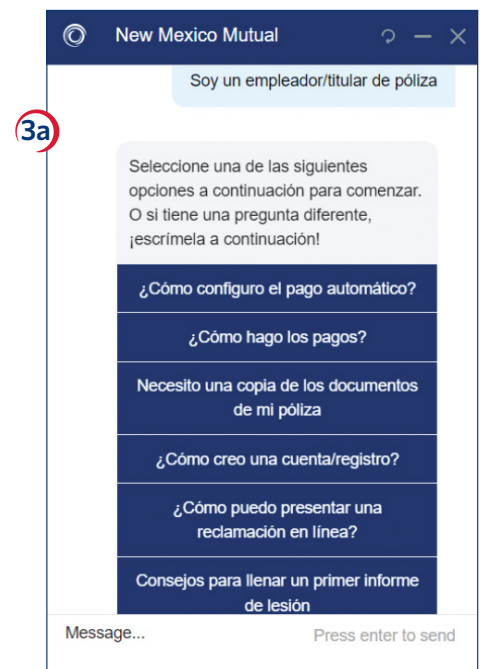 New Mexico Mutual
Soy un empleador/titular de póliza
3a
Seleccione una de las siguientes
opciones a continuación para comenzar.
O si tiene una pregunta diferente,
¡escrímela a continuación!
¿Cómo configuro el pago automático?
¿Cómo hago los pagos?
Necesito una copia de los documentos
de mi póliza
¿Cómo creo una cuenta/registro?
¿Cómo puedo presentar una
reclamación en línea?
Consejos para llenar un primer informe
de lesión
Message... Press enter to send